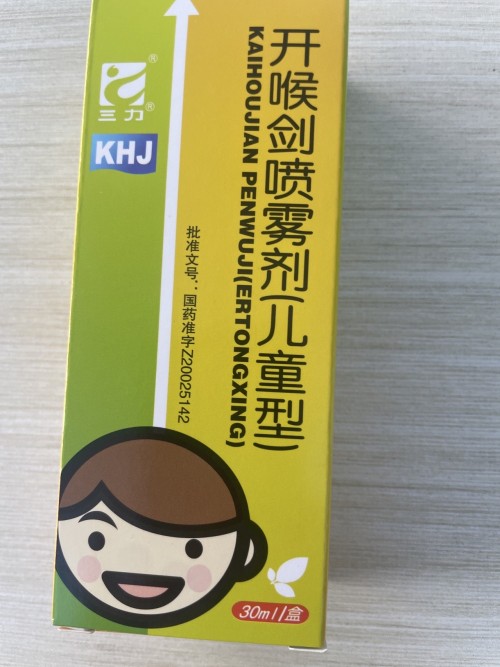 开喉剑喷雾剂(儿童型)
KAIHOUJIAN PENWUJI(ERTONGXING)
®
三力®
KHJ
批准文号：国药准字Z20025142
30ml/盒